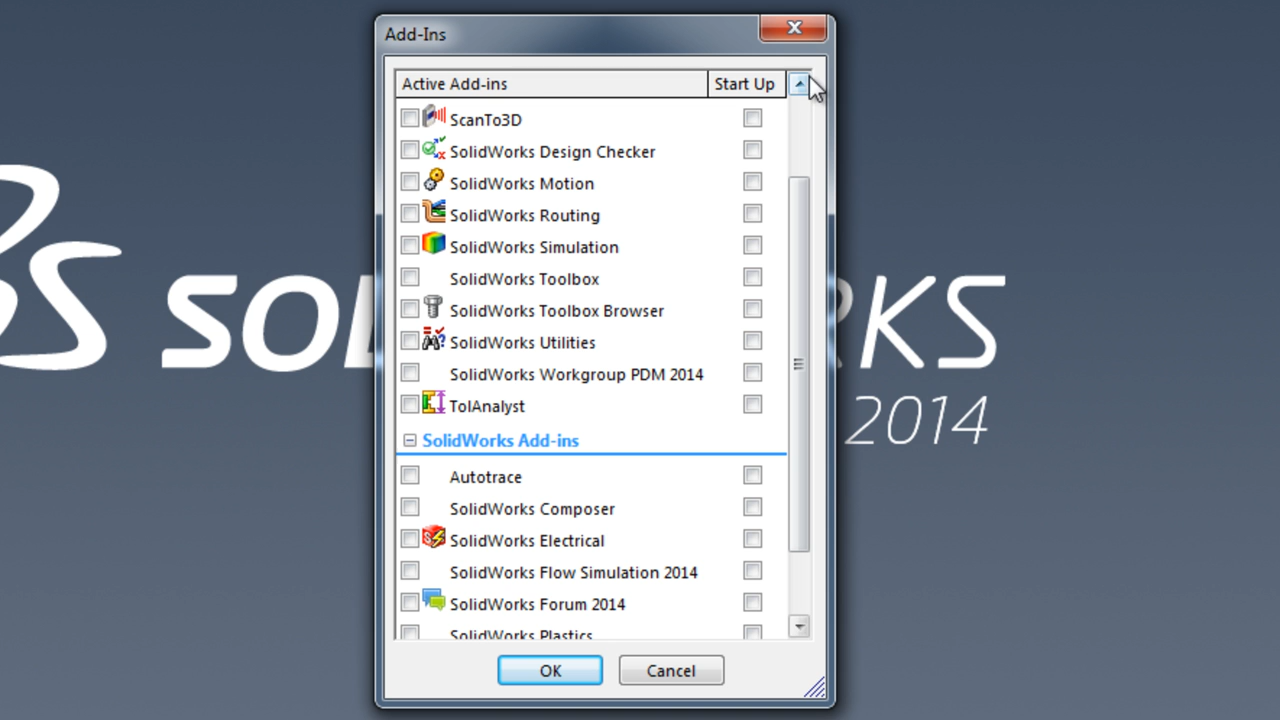 Add-Ins
Active Add-ins Start Up
ScanTo3D
SolidWorks Design Checker
SolidWorks Motion
SolidWorks Routing
SolidWorks Simulation
SolidWorks Toolbox
SolidWorks Toolbox Browser
SolidWorks Utilities
SolidWorks Workgroup PDM 2014
TolAnalyst
SolidWorks Add-ins
Autotrace
SolidWorks Composer
SolidWorks Electrical
SolidWorks Flow Simulation 2014
SolidWorks Forum 2014
SolidWorks Plastics
OK Cancel
2014